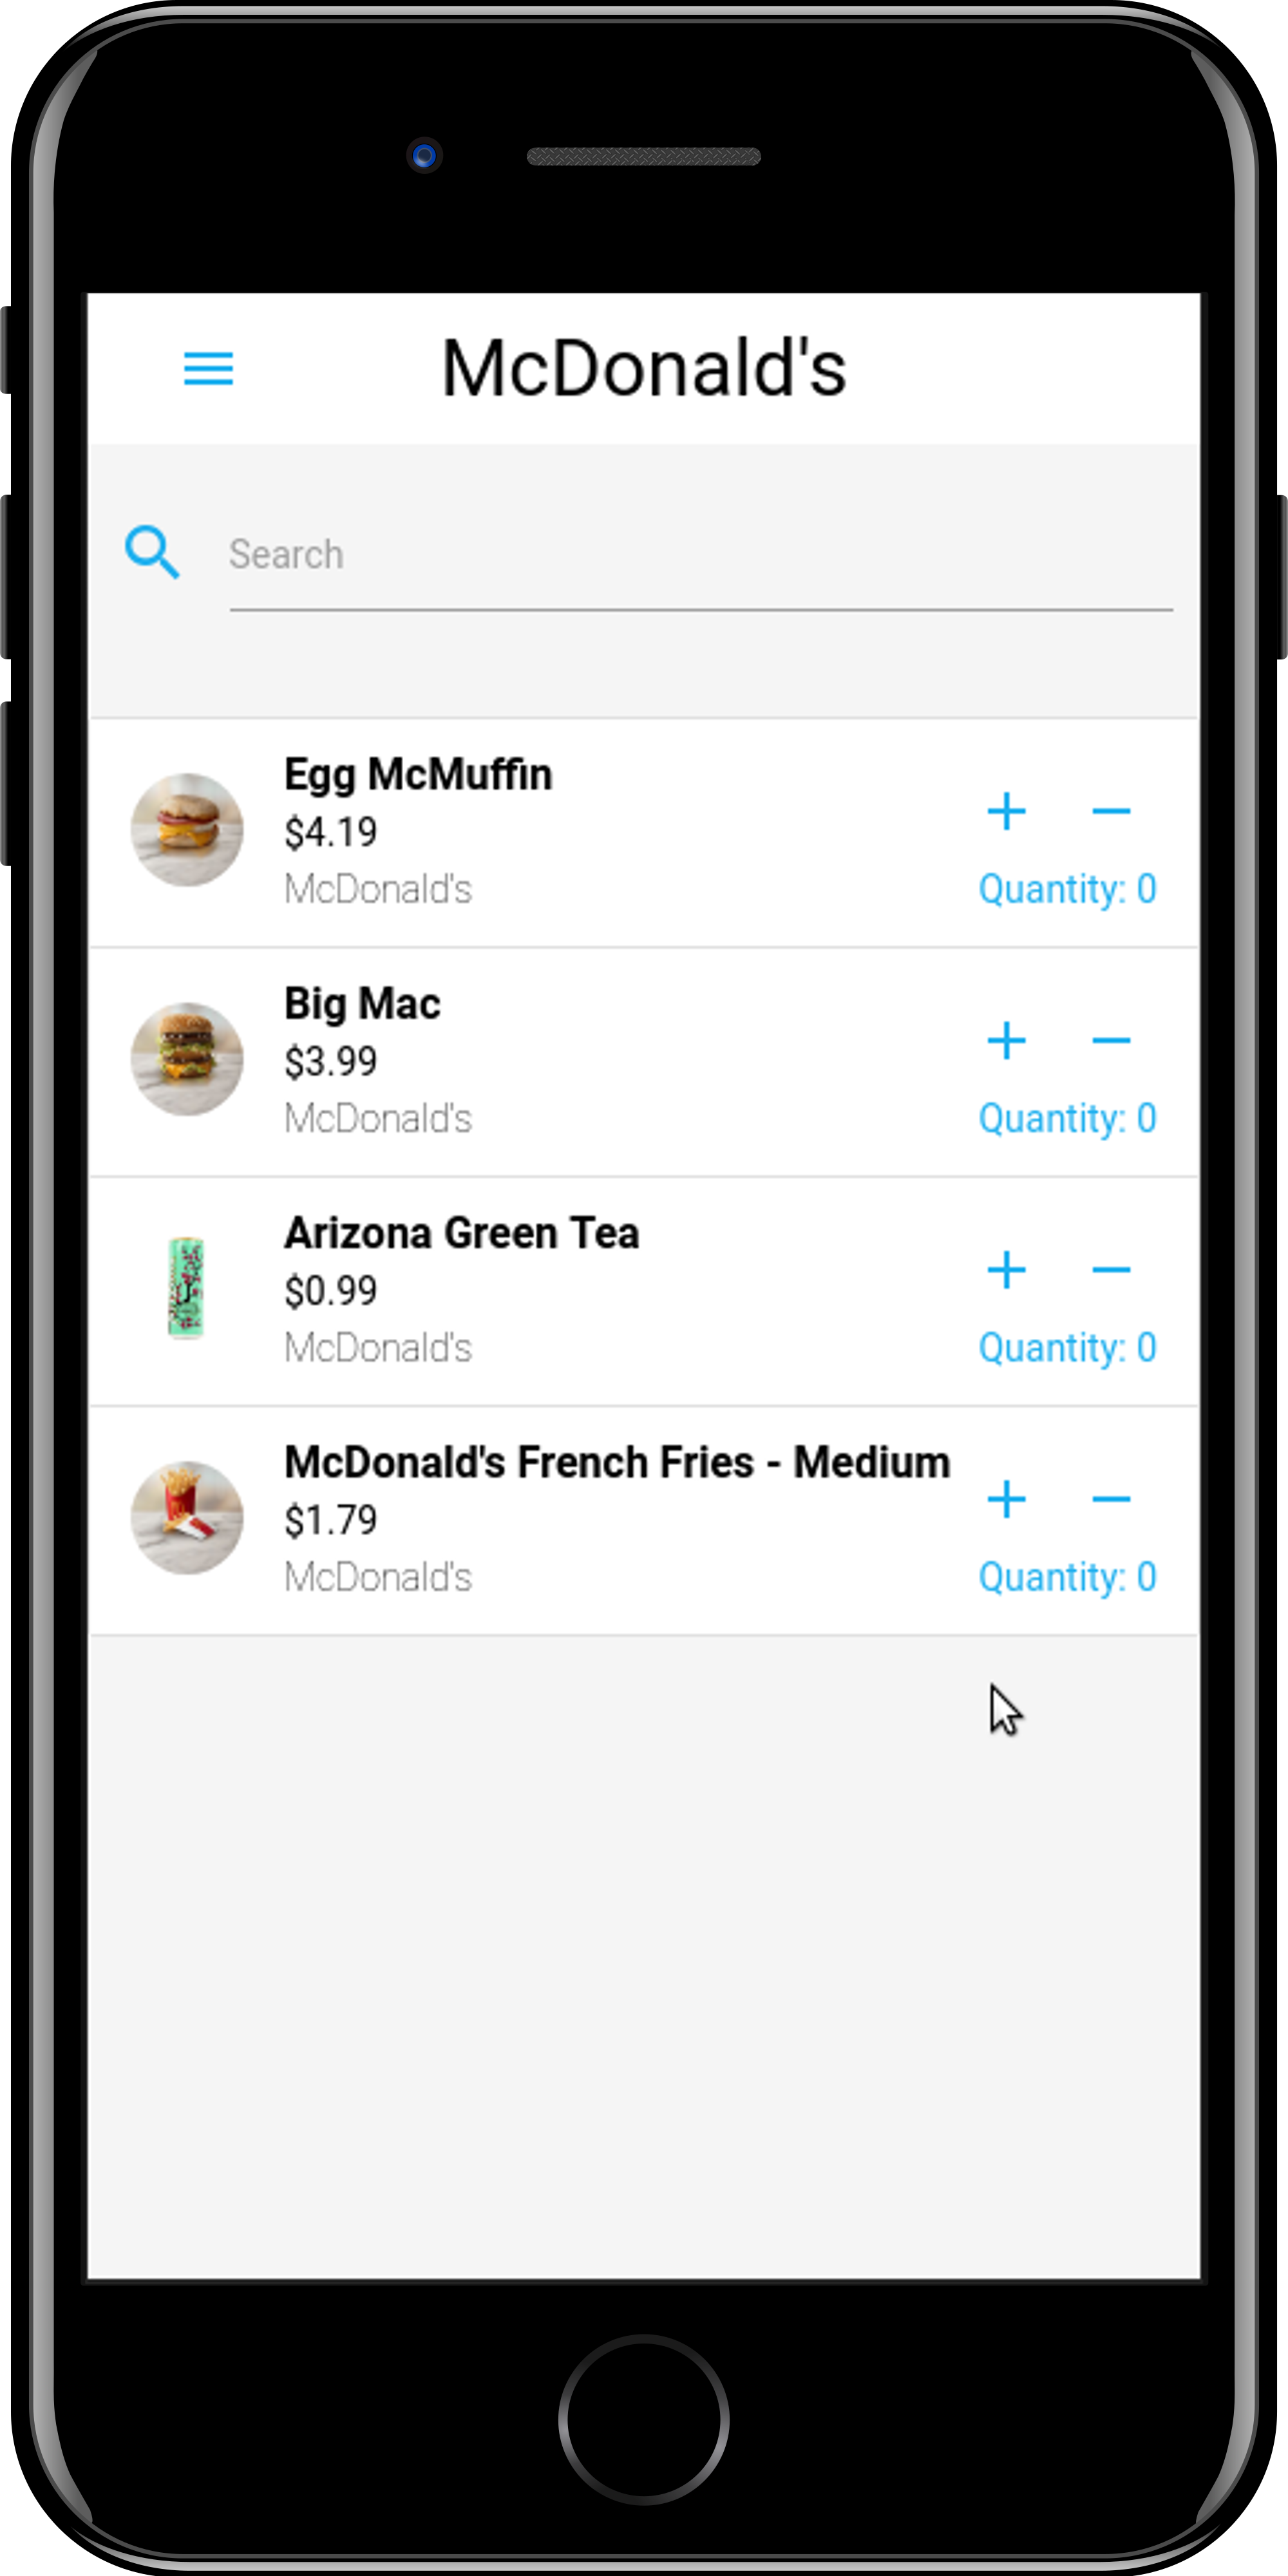 McDonald's
Search
Egg McMuffin
$4.19
McDonald's
Quantity: 0
Big Mac
$3.99
McDonald's
Quantity: 0
Arizona Green Tea
$0.99
McDonald's
Quantity: 0
McDonald's French Fries - Medium
$1.79
McDonald's
Quantity: 0